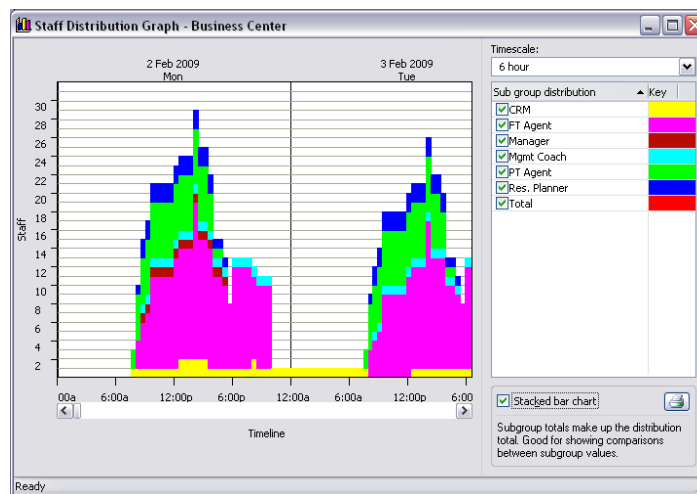 Staff Distribution Graph - Business Center
Timescale:
6 hour
2 Feb 2009
Mon
3 Feb 2009
Tue
Sub group distribution
Key
CRM
FT Agent
Manager
Mgmt Coach
PT Agent
Res. Planner
Total
Staff
30
28
26
24
22
20
18
16
14
12
10
8
6
4
2
00a 6:00a 12:00p 6:00p 12:00a 6:00a 12:00p 6:00
Timeline
Stacked bar chart
Subgroup totals make up the distribution
total. Good for showing comparisons
between subgroup values.
Ready